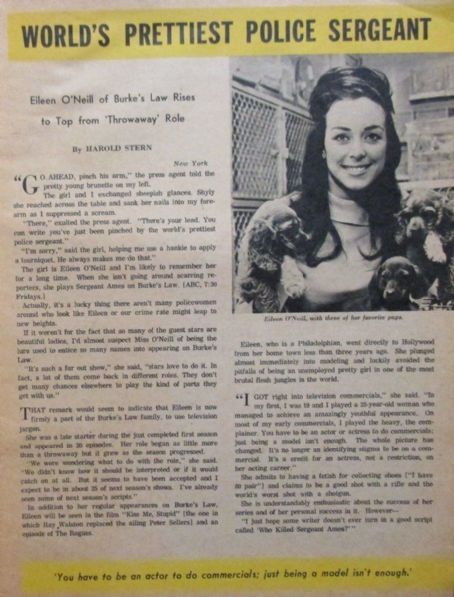 WORLD'S PRETTIEST POLICE SERGEANT
Eileen O'Neill of Burke's Law Rises
to Top from 'Throwaway' Role
By HAROLD STERN
New York
"GO AHEAD, pinch his arm," the press agent told the
pretty young brunette on my left.
The girl and I exchanged sheepish glances. Shyly
she reached across the table and sank her nails into my fore-
arm as I suppressed a scream.
"There," exulted the press agent. "There's your lead. You
can write you've just been pinched by the world's prettiest
police sergeant."
"I'm sorry," said the girl, helping me use a hankie to apply
a tourniquet. He always makes me do that."
The girl is Eileen O'Neill and I'm likely to remember her
for a long time. When she isn't going around scarring re-
porters, she plays Sergeant Ames on Burke's Law. (ABC, 7:30
Fridays.)
Actually, it's a lucky thing there aren't many policewomen
around who look like Eileen or our crime rate might leap to
new heights.
If it weren't for the fact that so many of the guest stars are
beautiful ladies, I'd almost suspect Miss O'Neill of being the
lure used to entice so many names into appearing on Burke's
Law.
"It's such a far out show," she said, "stars love to do it. In
fact, a lot of them come back in different roles. They don't
get many chances elsewhere to play the kind of parts they
get with us."
THAT remark would seem to indicate that Eileen is now
firmly a part of the Burke's Law family, to use television
jargon.
She was a late starter during the just completed first season
and appeared in 26 episodes. Her role began as little more
than a throwaway but it grew as the season progressed.
"We were wondering what to do with the role," she said.
"We didn't know how it should be interpreted or if it would
catch on at all. But it seems to have been accepted and I
expect to be in about 25 of next season's shows. I've already
seen some of next season's scripts."
In addition to her regular appearances on Burke's Law,
Eileen will be seen in the film "Kiss Me, Stupid" (the one in
which Ray Walston replaced the ailing Peter Sellers) and an
episode of The Rogues.
Eileen O'Neill, with three of her favorite pups.
Eileen, who is a Philadelphian, went directly to Hollywood
from her home town less than three years ago. She plunged
almost immediately into modeling and luckily avoided the
pitfalls of being an unemployed pretty girl in one of the most
brutal flesh jungles in the world.
"I GOT right into television commercials," she said. "In
my first, I was 19 and I played a 25-year-old woman who
managed to achieve an amazingly youthful appearance. On
most of my early commercials, I played the heavy, the com-
plainer. You have to be an actor or actress to do commercials;
just being a model isn't enough. The whole picture has
changed. It's no longer an identifying stigma to be on a com-
mercial. It's a credit for an actress, not a restriction, on
her acting career."
She admits to having a fetish for collecting shoes ("I have
pair") and claims to be a good shot with a rifle and the
world's worst shot with a shotgun.
She is understandably enthusiastic about the success of her
series and of her personal success in it. However—
"I just hope some writer doesn't ever turn in a good script
called 'Who Killed Sergeant Ames?'"
'You have to be an actor to do commercials; just being a model isn't enough.'